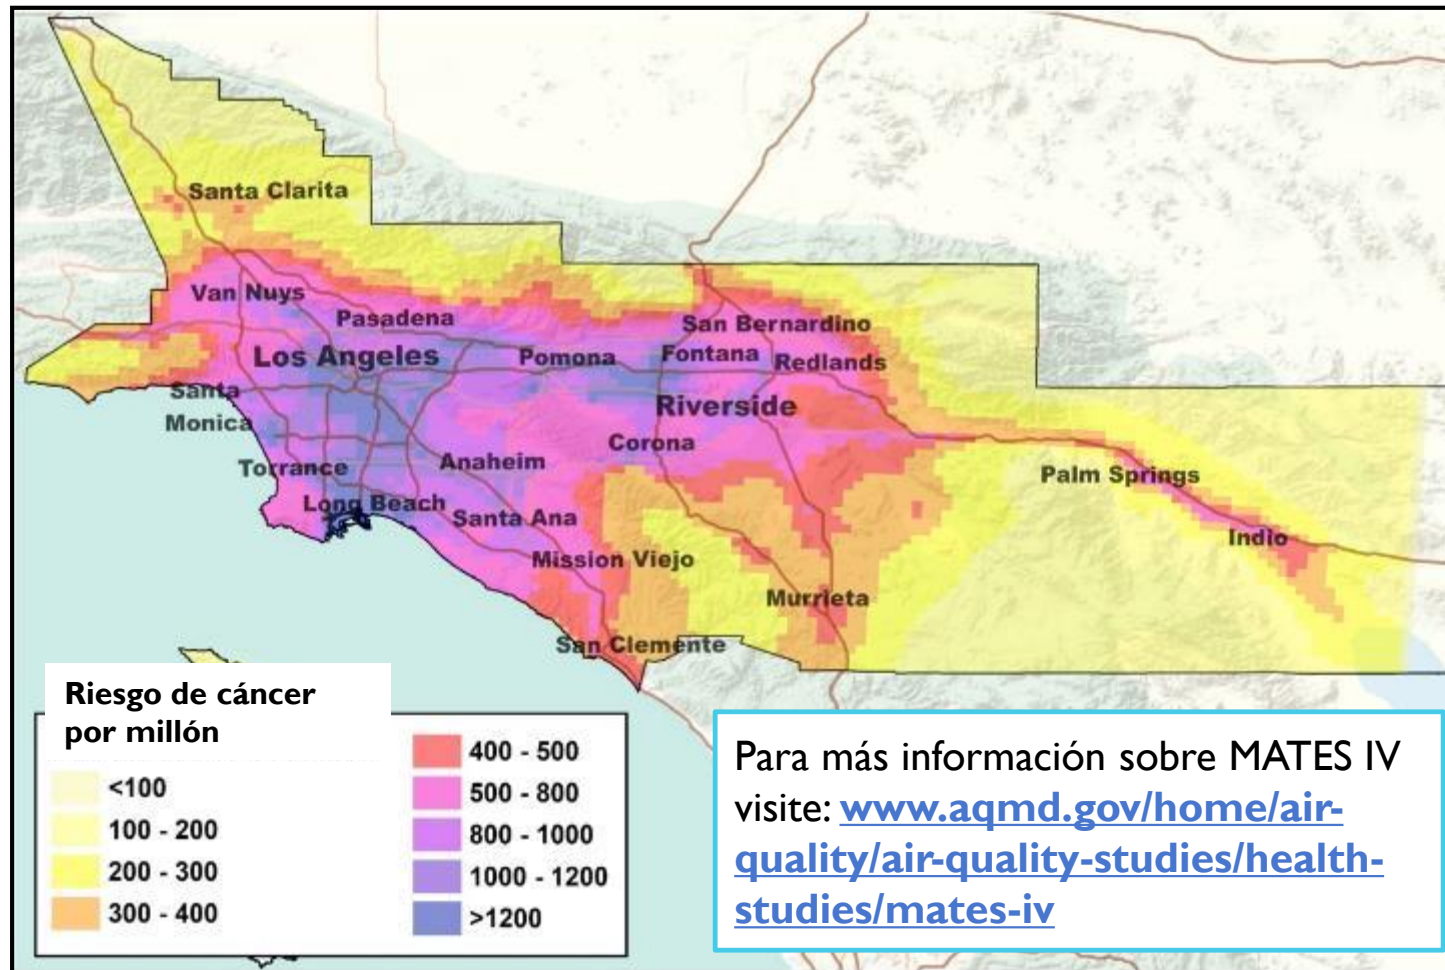 Santa Clarita
Van Nuys
Pasadena
San Bernardino
Los Angeles
Pomona
Fontana
Redlands
Santa
Monica
Riverside
Corona
Torrance
Anaheim
Palm Springs
Long Beach
Santa Ana
Indio
Mission Viejo
Murrieta
San Clemente
Riesgo de cáncer
por millón
<100
100 - 200
200 - 300
300 - 400
400 - 500
500 - 800
800 - 1000
1000 - 1200
>1200
Para más información sobre MATES IV
visite: www.aqmd.gov/home/air-
quality/air-quality-studies/health-
studies/mates-iv